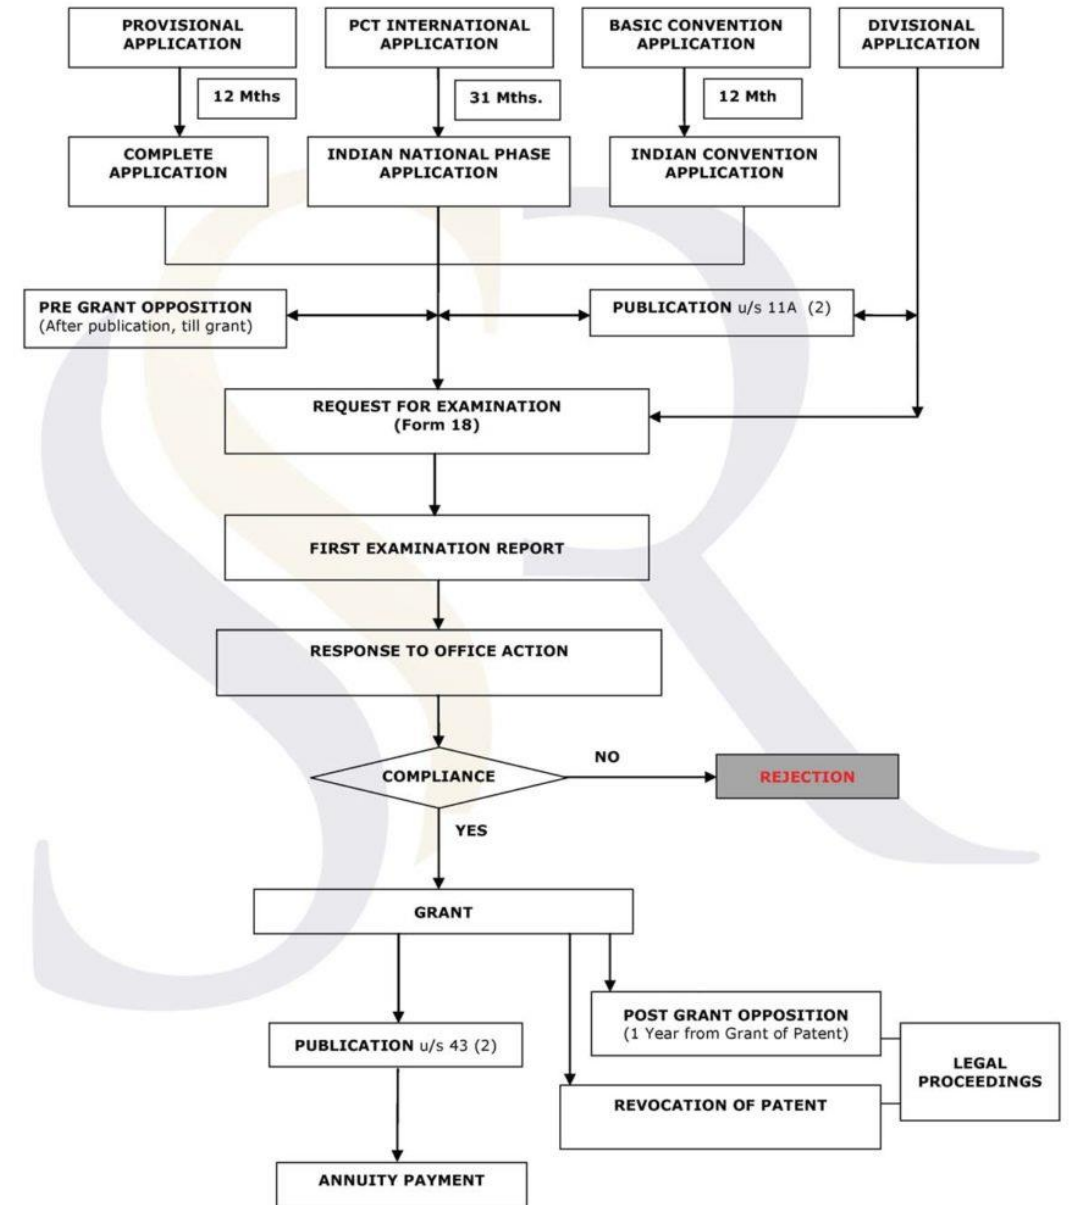 PROVISIONAL
APPLICATION
PCT INTERNATIONAL
APPLICATION
BASIC CONVENTION
APPLICATION
DIVISIONAL
APPLICATION
12 Mths
31 Mths.
12 Mth
COMPLETE
APPLICATION
INDIAN NATIONAL PHASE
APPLICATION
INDIAN CONVENTION
APPLICATION
PRE GRANT OPPOSITION
(After publication, till grant)
PUBLICATION u/s 11A (2)
REQUEST FOR EXAMINATION
(Form 18)
FIRST EXAMINATION REPORT
RESPONSE TO OFFICE ACTION
COMPLIANCE
NO
REJECTION
YES
GRANT
POST GRANT OPPOSITION
(1 Year from Grant of Patent)
PUBLICATION u/s 43 (2)
LEGAL
PROCEEDINGS
REVOCATION OF PATENT
ANNUITY PAYMENT
SSR